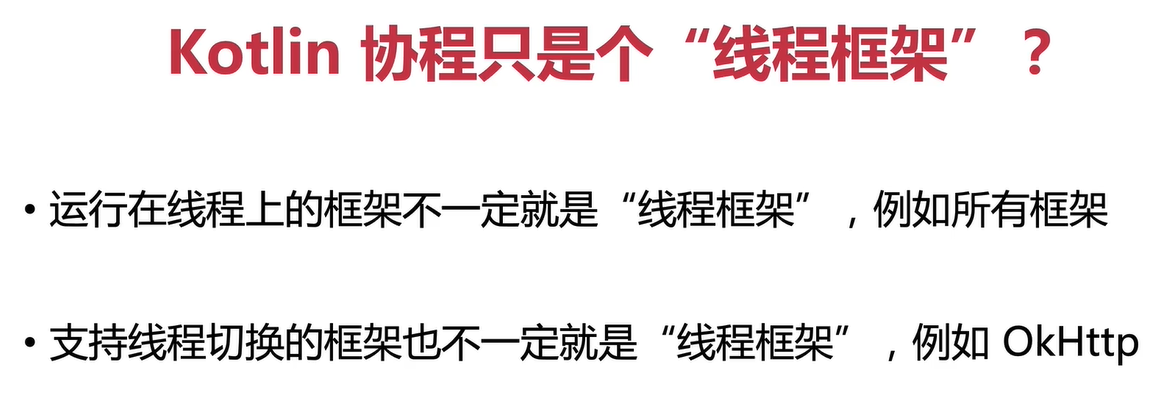 Kotlin 协程只是个“线程框架”？
• 运行在线程上的框架不一定就是“线程框架”，例如所有框架
• 支持线程切换的框架也不一定就是“线程框架”，例如 OkHttp